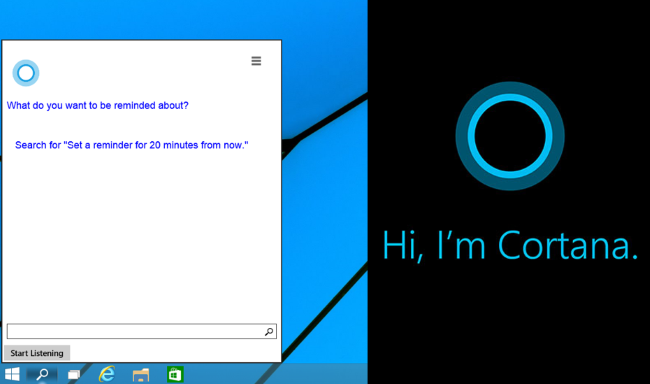 What do you want to be reminded about?
Search for "Set a reminder for 20 minutes from now."
Start Listening
Hi, I'm Cortana.